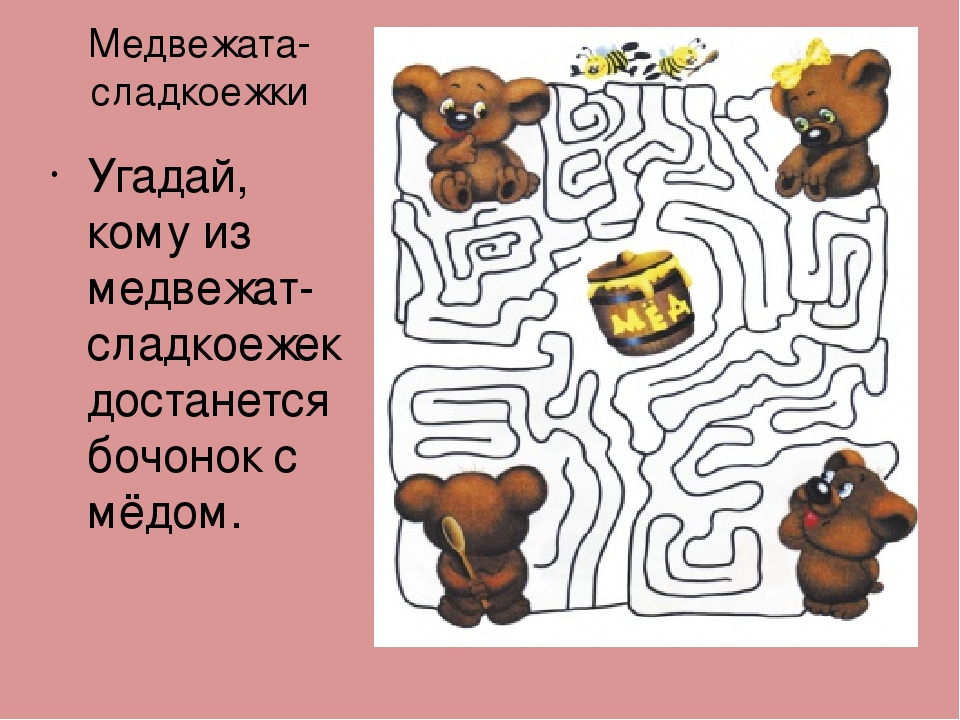 Медвежата-
сладкоежки
• Угадай,
кому из
медвежат-
сладкоежек
достанется
бочонок с
мёдом.
МЁД